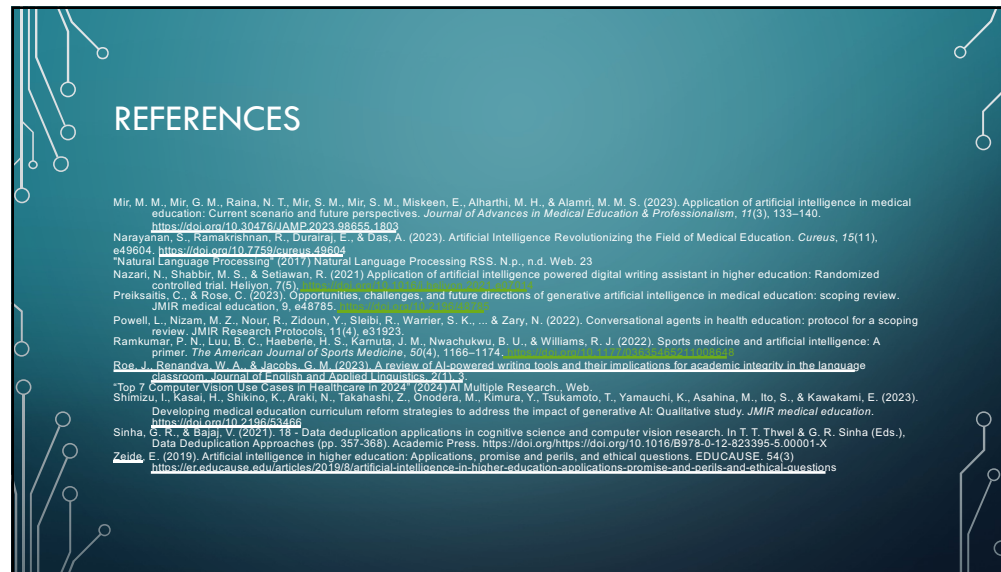 REFERENCES
Mir, M. M., Mir, G. M., Raina, N. T., Mir, S. M., Mir, S. M., Miskeen, E., Alharthi, M. H., & Alamri, M. M. S. (2023). Application of artificial intelligence in medical
education: Current scenario and future perspectives. Journal of Advances in Medical Education & Professionalism, 11(3), 133–140.
https://doi.org/10.30476/JAMP.2023.98655.1803
Narayanan, S., Ramakrishnan, R., Durairaj, E., & Das, A. (2023). Artificial Intelligence Revolutionizing the Field of Medical Education. Cureus, 15(11),
e49604. https://doi.org/10.7759/cureus.49604
"Natural Language Processing" (2017) Natural Language Processing RSS. N.p., n.d. Web. 23
Nazari, N., Shabbir, M. S., & Setiawan, R. (2021) Application of artificial intelligence powered digital writing assistant in higher education: Randomized
controlled trial. Heliyon, 7(5),
Preiksaitis, C., & Rose, C. (2023). Opportunities, challenges, and future directions of generative artificial intelligence in medical education: scoping review.
JMIR medical education, 9, e48785. https://doi.org/10.2196/48785
Powell, L., Nizam, M. Z., Nour, R., Zidoun, Y., Sleibi, R., Warrier, S. K., ... & Zary, N. (2022). Conversational agents in health education: protocol for a scoping
review. JMIR Research Protocols, 11(4), e31923.
Ramkumar, P. N., Luu, B. C., Haeberle, H. S., Karnuta, J. M., Nwachukwu, B. U., & Williams, R. J. (2022). Sports medicine and artificial intelligence: A
primer. The American Journal of Sports Medicine, 50(4), 1166–1174. https://doi.org/10.1177/03635465211008648
Roe, J., Renandya, W. A., & Jacobs, G. M. (2023). A review of AI-powered writing tools and their implications for academic integrity in the language
classroom. Journal of English and Applied Linguistics, 2(1), 3.
"Top 7 Computer Vision Use Cases in Healthcare in 2024" (2024) AI Multiple Research., Web.
Shimizu, I., Kasai, H., Shikino, K., Araki, N., Takahashi, Z., Onodera, M., Kimura, Y., Tsukamoto, T., Yamauchi, K., Asahina, M., Ito, S., & Kawakami, E. (2023).
Developing medical education curriculum reform strategies to address the impact of generative AI: Qualitative study. JMIR medical education.
https://doi.org/10.2196/53466
Sinha, G. R., & Bajaj, V. (2021). 18 - Data deduplication applications in cognitive science and computer vision research. In T. T. Thwel & G. R. Sinha (Eds.),
Data Deduplication Approaches (pp. 357-368). Academic Press. https://doi.org/https://doi.org/10.1016/B978-0-12-823395-5.00001-X
Zeide, E. (2019). Artificial intelligence in higher education: Applications, promise and perils, and ethical questions. EDUCAUSE. 54(3)
https://er.educause.edu/articles/2019/8/artificial-intelligence-in-higher-education-applications-promise-and-perils-and-ethical-questions